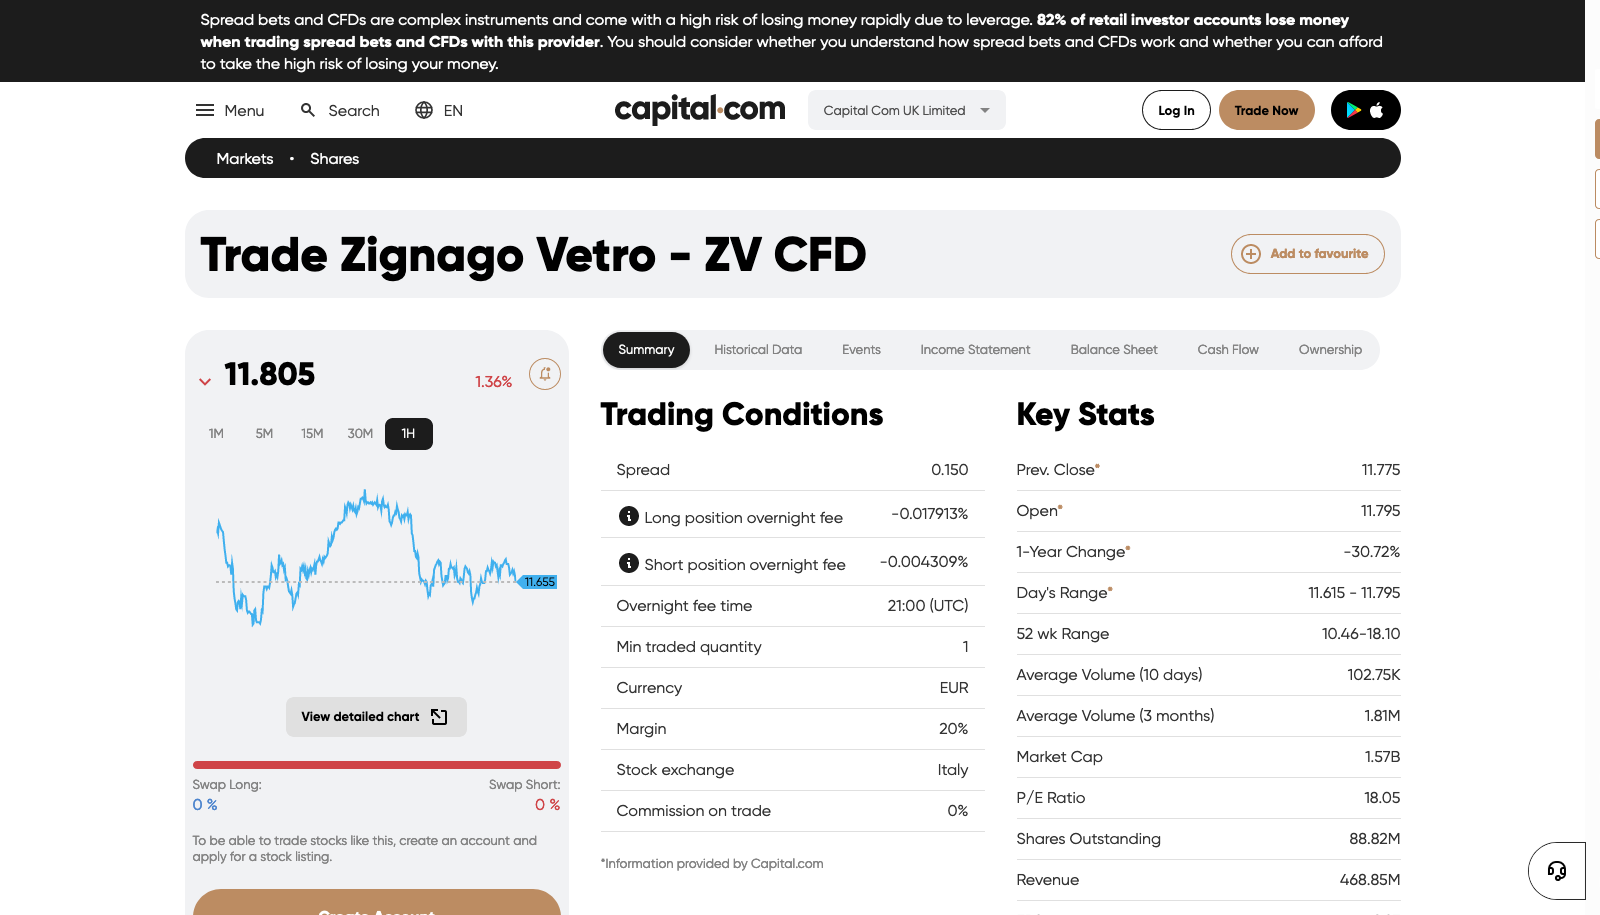 Spread bets and CFDs are complex instruments and come with a high risk of losing money rapidly due to leverage. 82% of retail investor accounts lose money
when trading spread bets and CFDs with this provider. You should consider whether you understand how spread bets and CFDs work and whether you can afford
to take the high risk of losing your money.
Menu
Search
EN
capital.com
Capital Com UK Limited
Log In
Trade Now
Markets • Shares
Trade Zignago Vetro - ZV CFD
Add to favourite
11.805
1.36%
1M 5M 15M 30M 1H
11.655
View detailed chart
Swap Long: Swap Short:
0 % 0 %
To be able to trade stocks like this, create an account and
apply for a stock listing.
Create Account
Summary Historical Data Events Income Statement Balance Sheet Cash Flow Ownership
Trading Conditions
Spread 0.150
Long position overnight fee -0.017913%
Short position overnight fee -0.004309%
Overnight fee time 21:00 (UTC)
Min traded quantity 1
Currency EUR
Margin 20%
Stock exchange Italy
Commission on trade 0%
*Information provided by Capital.com
Key Stats
Prev. Close* 11.775
Open* 11.795
1-Year Change* -30.72%
Day's Range* 11.615 - 11.795
52 wk Range 10.46-18.10
Average Volume (10 days) 102.75K
Average Volume (3 months) 1.81M
Market Cap 1.57B
P/E Ratio 18.05
Shares Outstanding 88.82M
Revenue 468.85M